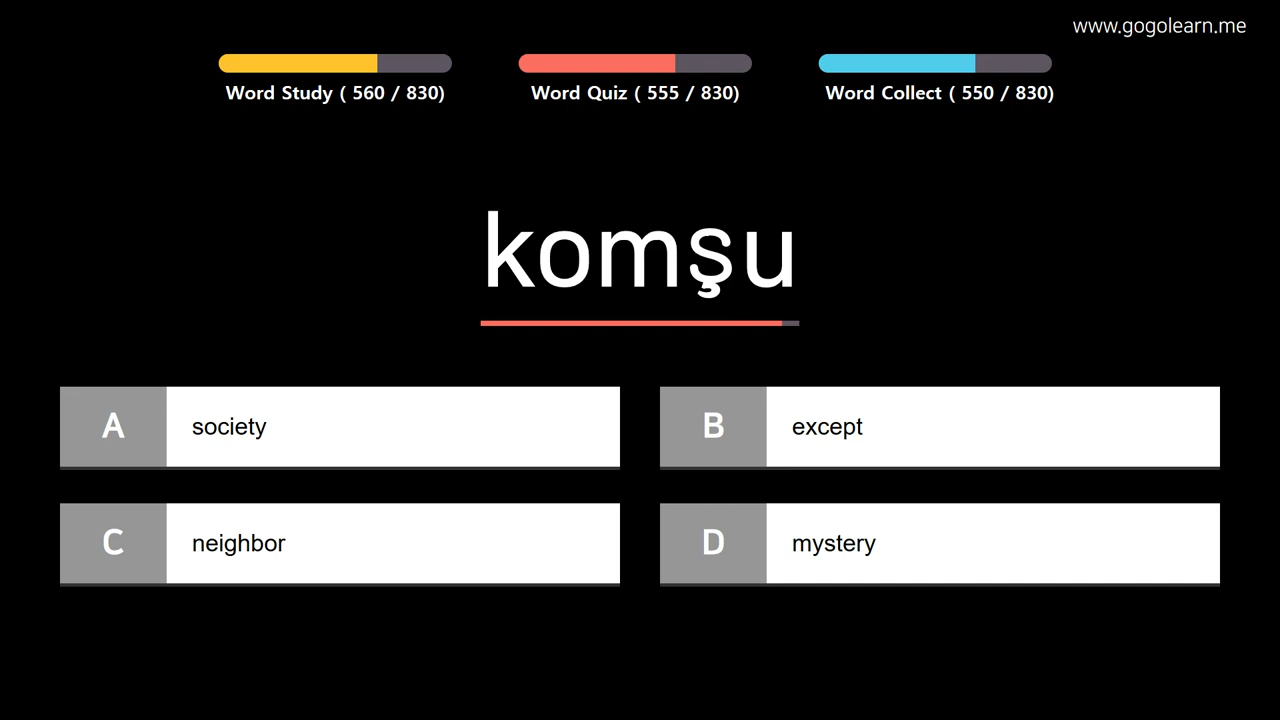 www.gogolearn.me
Word Study ( 560 / 830)
Word Quiz ( 555 / 830)
Word Collect ( 550 / 830)
komşu
A society
B except
C neighbor
D mystery